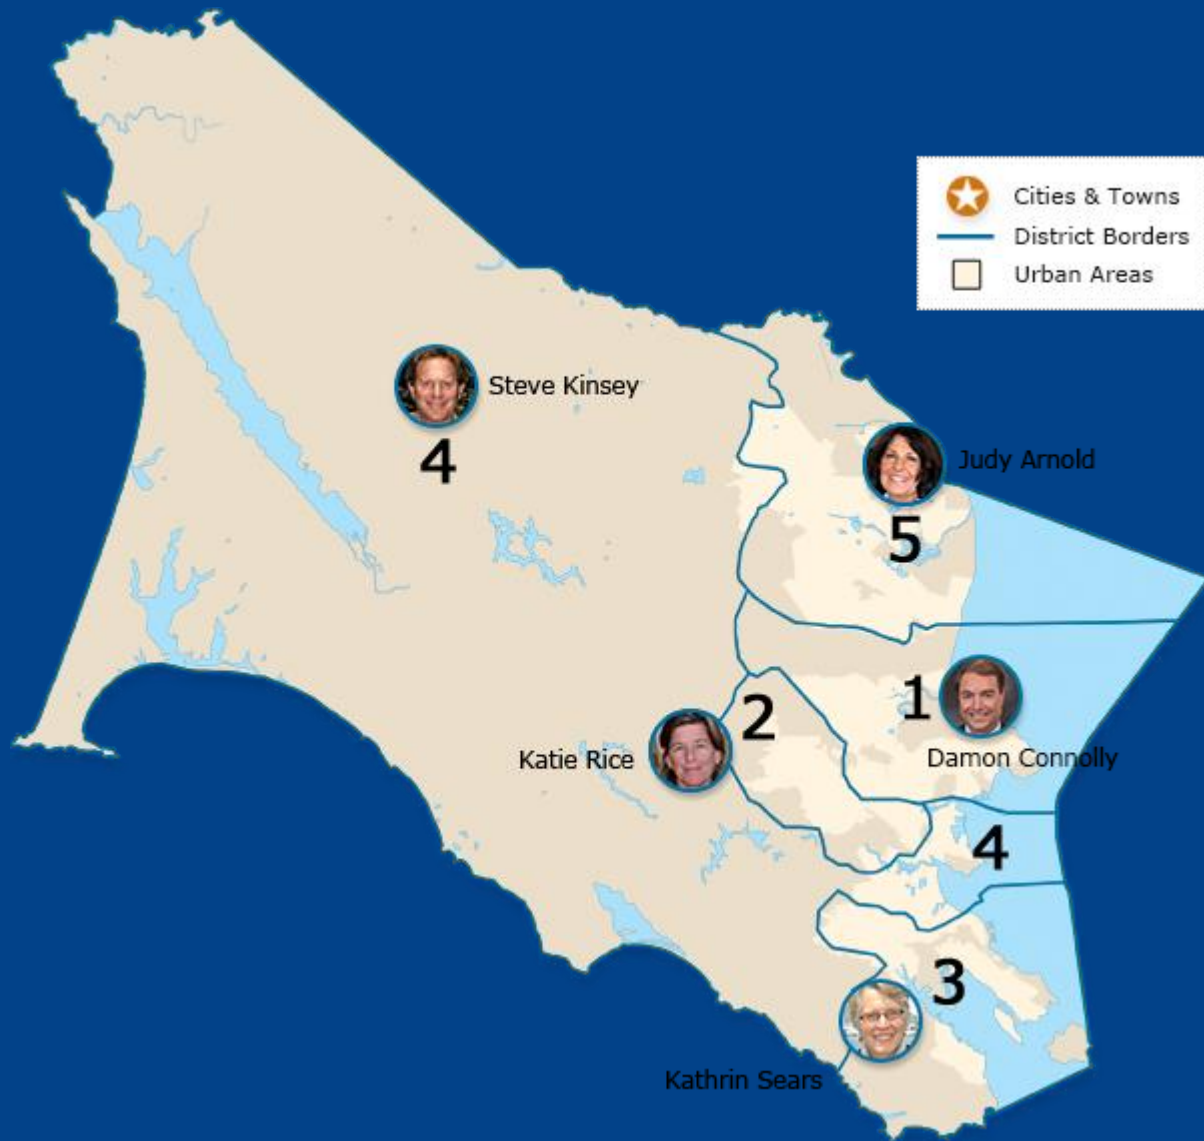 Cities & Towns
District Borders
Urban Areas
Steve Kinsey
4
Judy Arnold
5
1
2
Katie Rice
Damon Connolly
4
3
Kathrin Sears